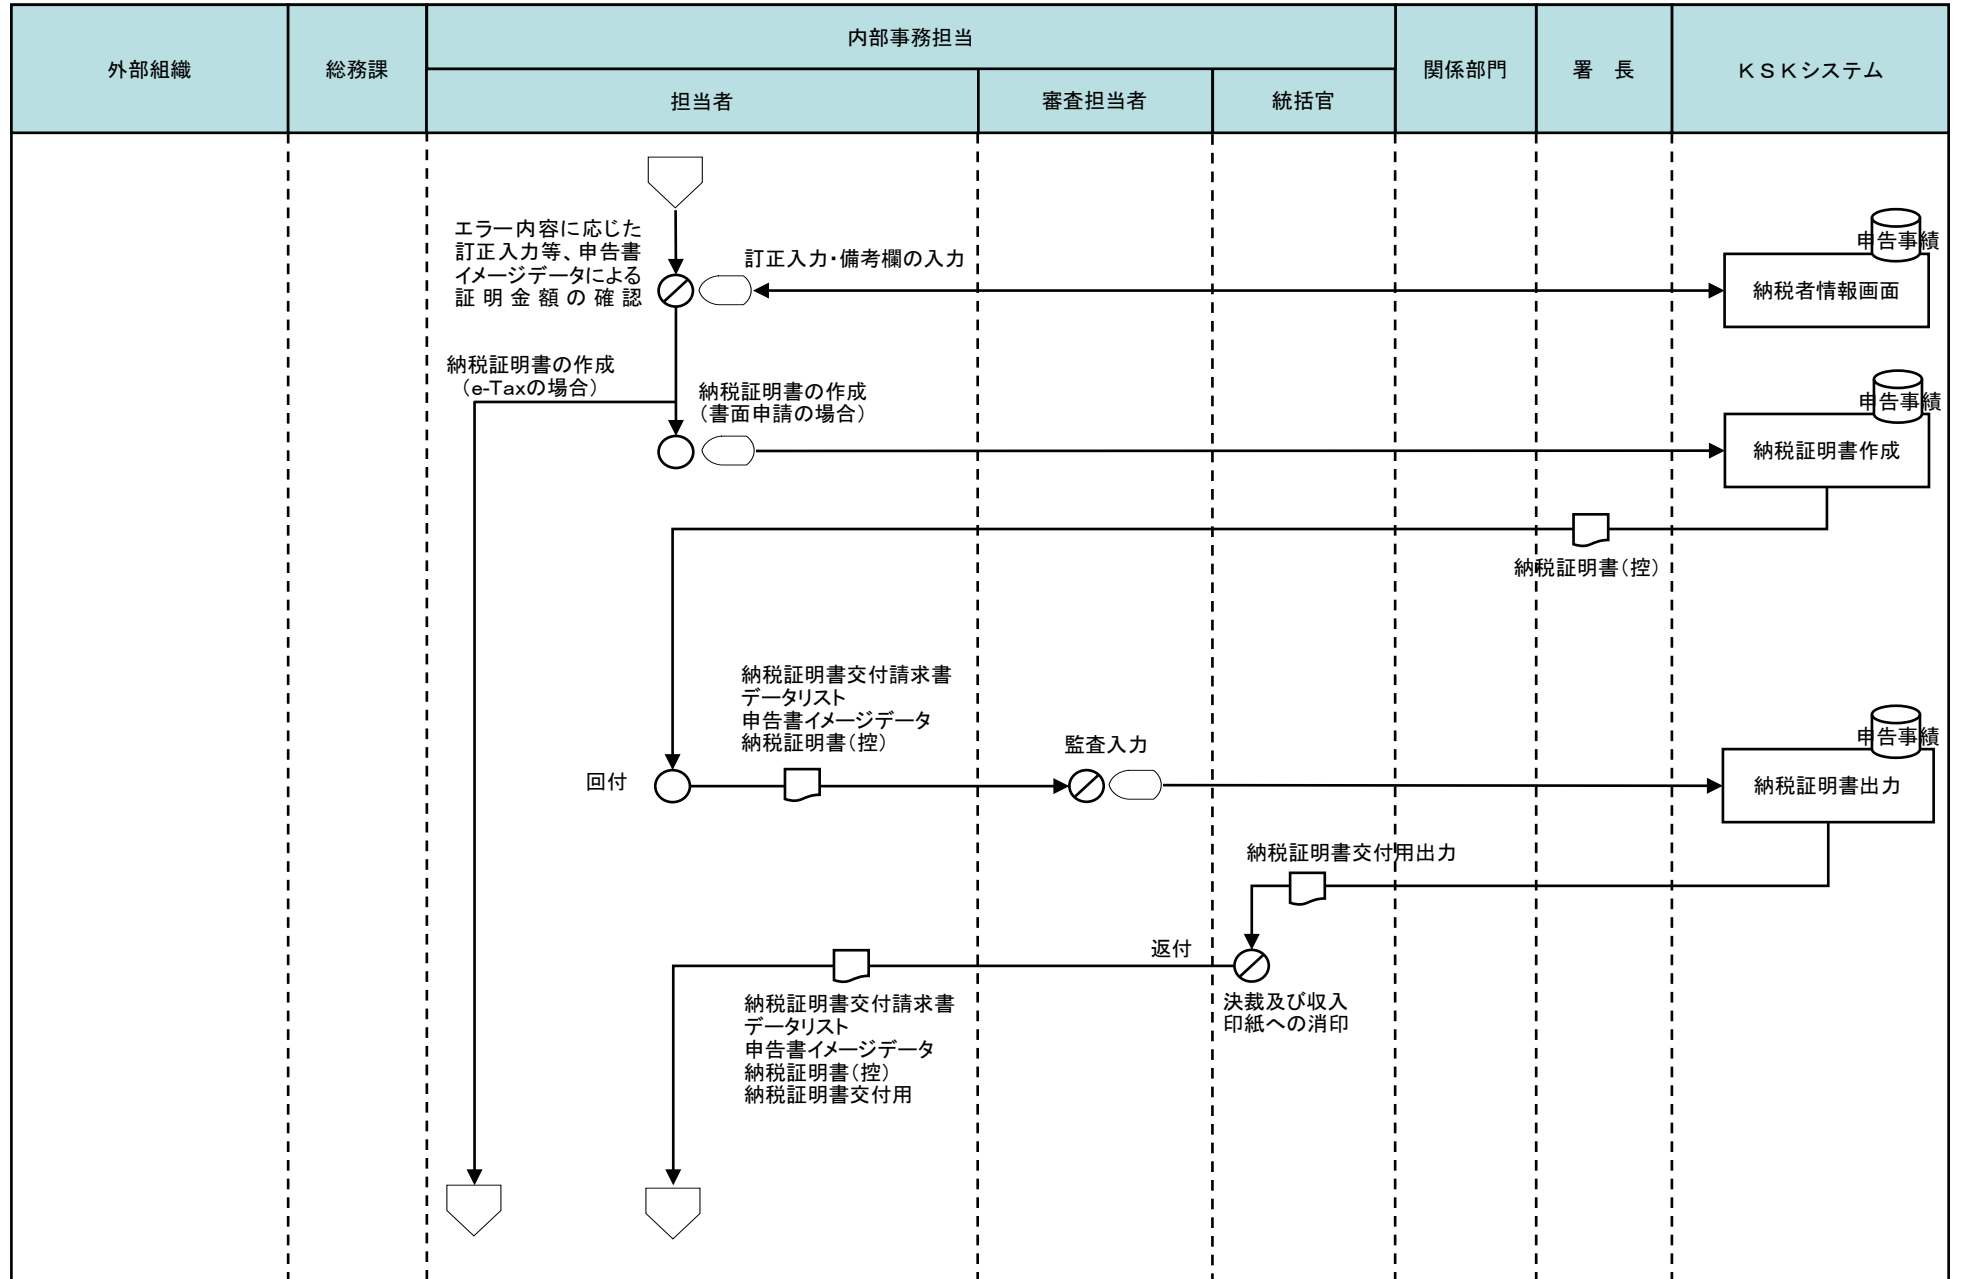 外部組織
総務課
内部事務担当
担当者
審査担当者
統括官
関係部門
署　長
ＫＳＫシステム
エラー内容に応じた
訂正入力等、申告書
イメージデータによる
証明金額の確認
訂正入力・備考欄の入力
申告事績
納税者情報画面
納税証明書の作成
（e-Taxの場合）
納税証明書の作成
（書面申請の場合）
申告事績
納税証明書作成
納税証明書（控）
納税証明書交付請求書
データリスト
申告書イメージデータ
納税証明書（控）
回付
監査入力
申告事績
納税証明書出力
納税証明書交付用出力
返付
決裁及び収入
印紙への消印
納税証明書交付請求書
データリスト
申告書イメージデータ
納税証明書（控）
納税証明書交付用